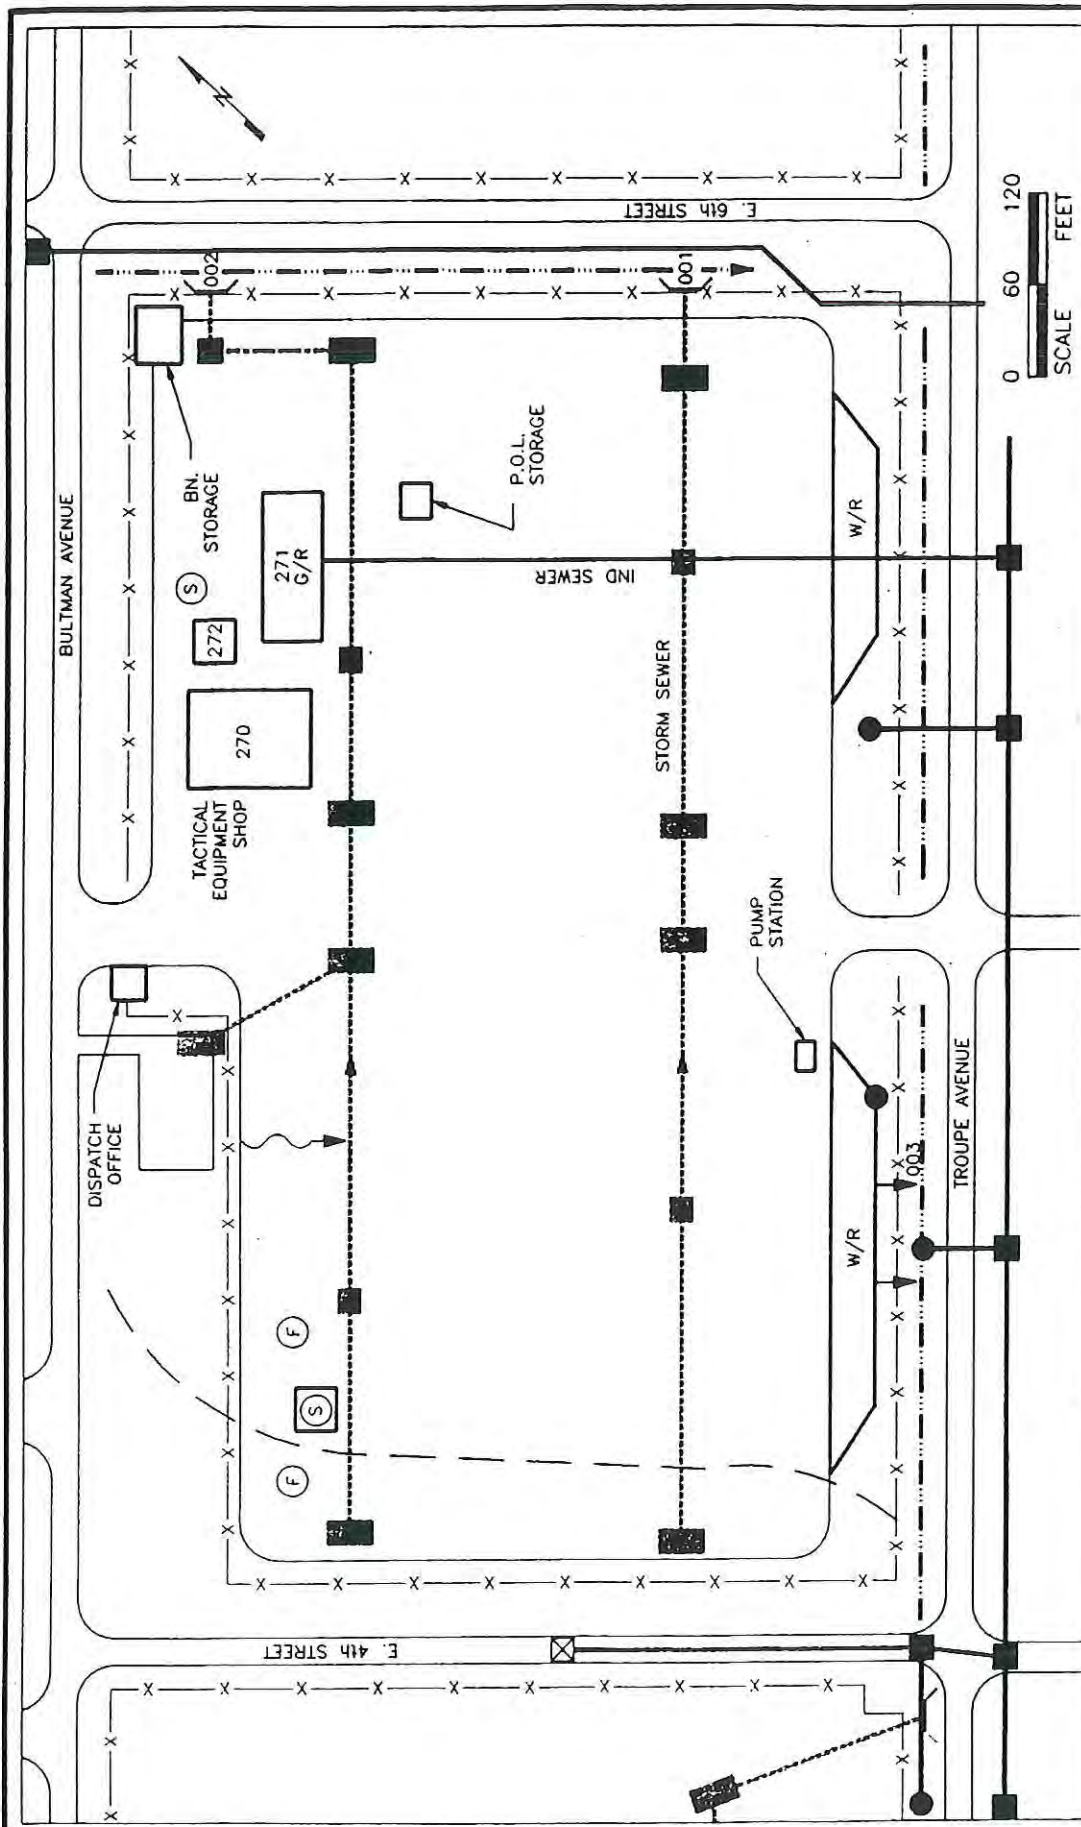 N
E. 6th STREET
0 60 120
SCALE FEET
BULTMAN AVENUE
002
001
BN.
STORAGE
S
272
271
G/R
P.O.L.
STORAGE
IND SEWER
W/R
270
TACTICAL
EQUIPMENT
SHOP
STORM SEWER
PUMP
STATION
DISPATCH
OFFICE
003
TROUPE AVENUE
W/R
F
S
F
E. 4th STREET